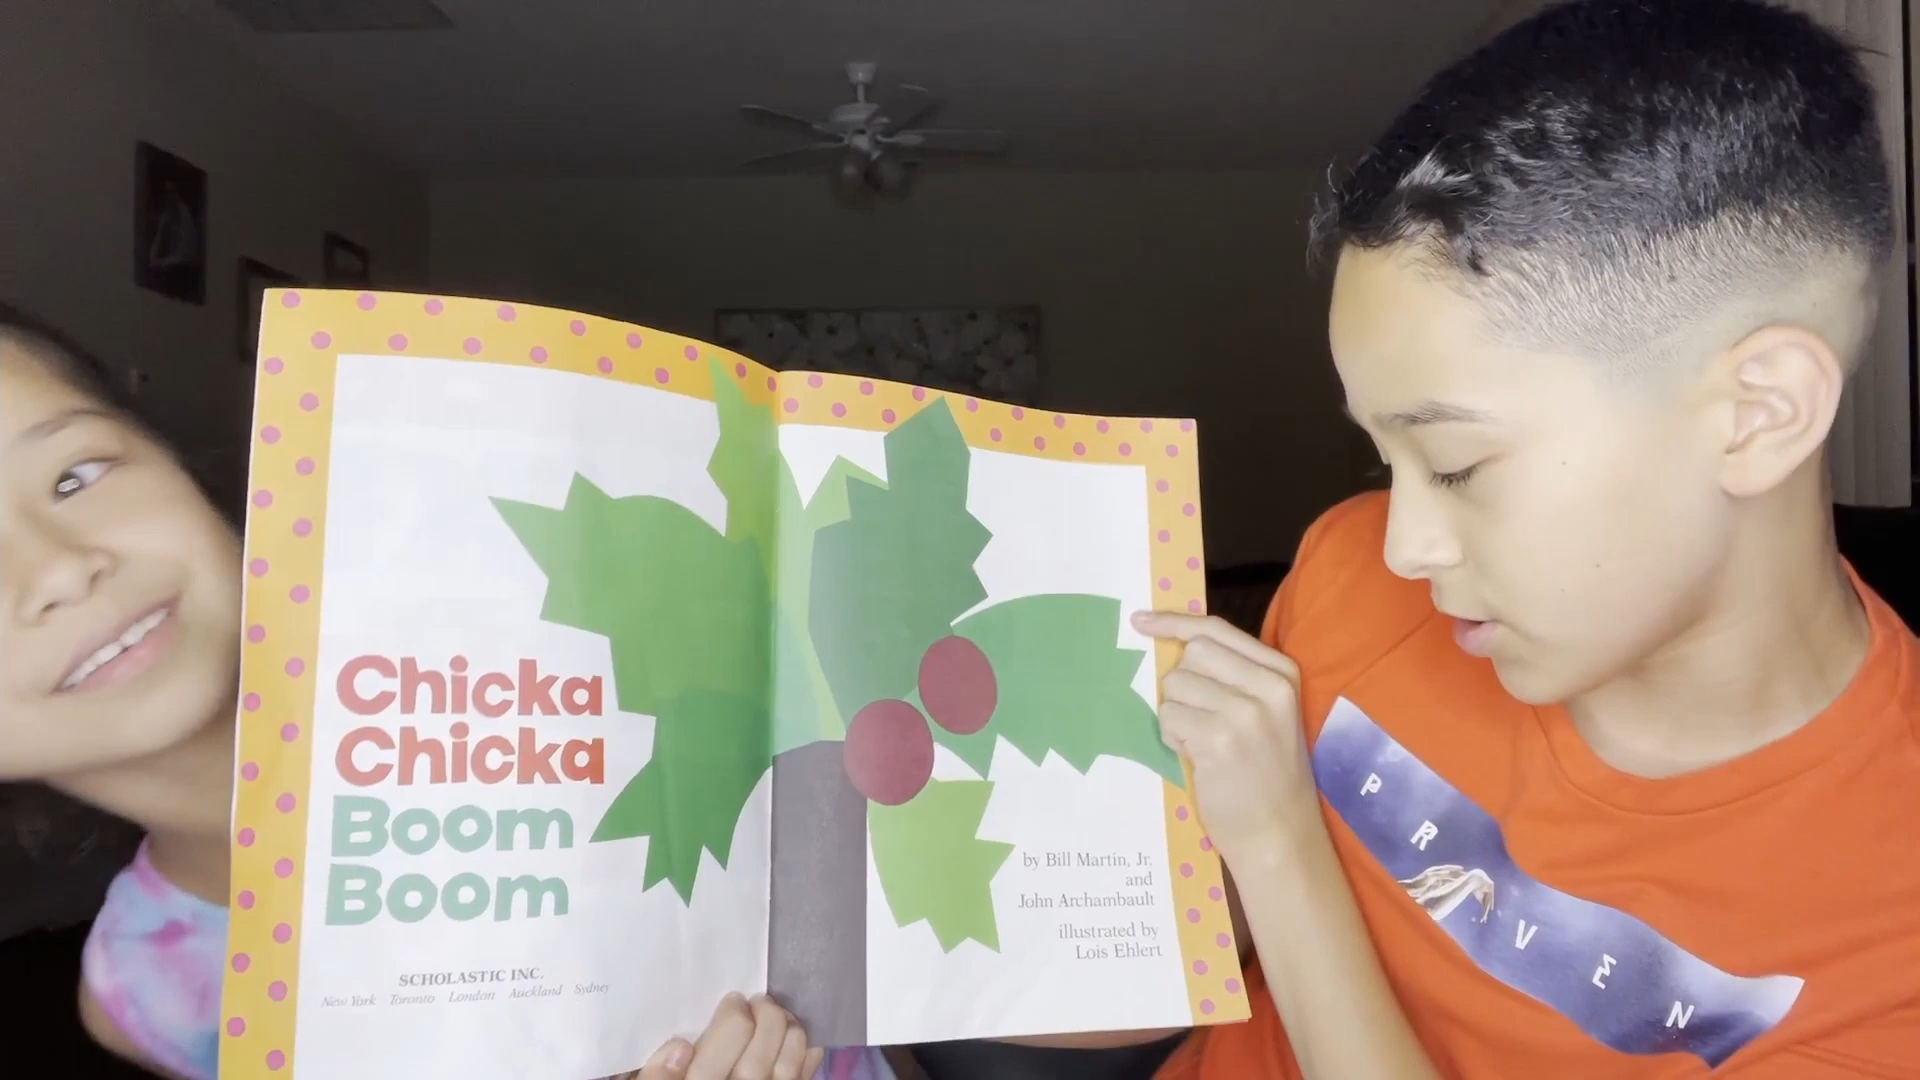 Chicka
Chicka
Boom
Boom
SCHOLASTIC INC.
New York Toronto London Auckland Sydney
by Bill Martin, Jr.
and
John Archambault
illustrated by
Lois Ehlert
PROVEN